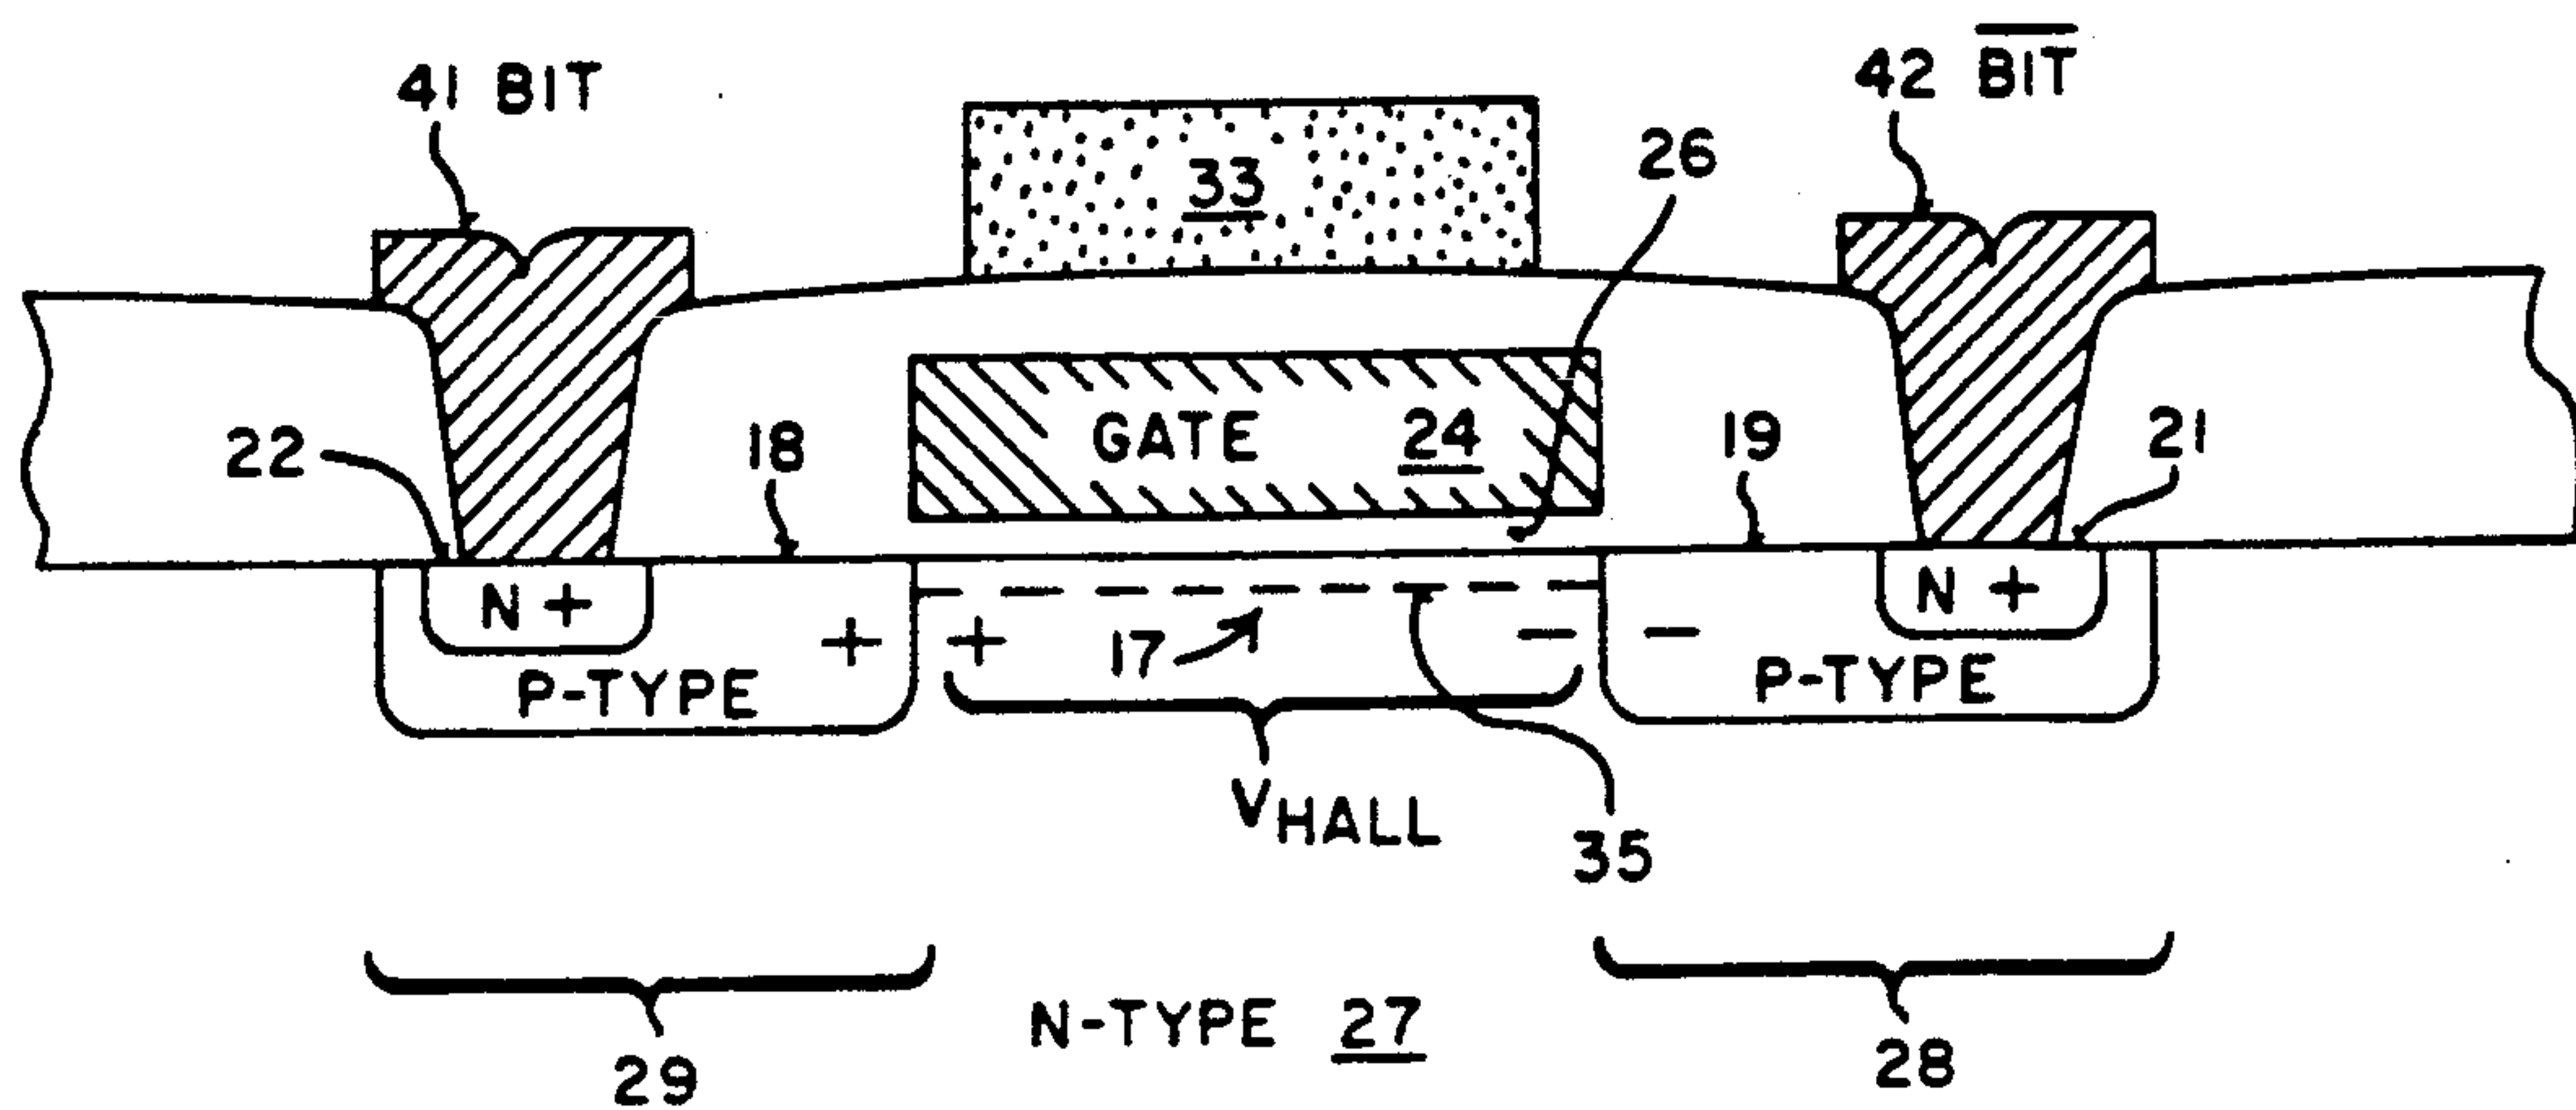 41 BIT
42 B̅I̅T̅
33
26
22
18
GATE 24
19
21
N +
N +
+ +
17
- -
P-TYPE
P-TYPE
VHALL
35
29
N-TYPE 27
28